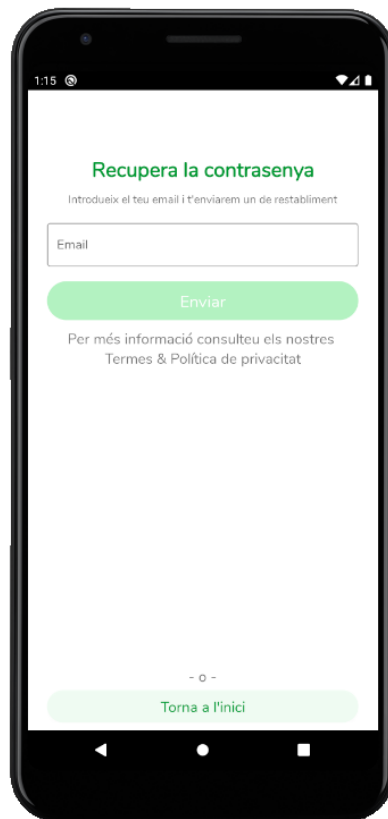 1:15
Recupera la contrasenya
Introdueix el teu email i t'enviarem un de restabliment
Email
Enviar
Per més informació consulteu els nostres
Termes & Política de privacitat
- o -
Torna a l'inici